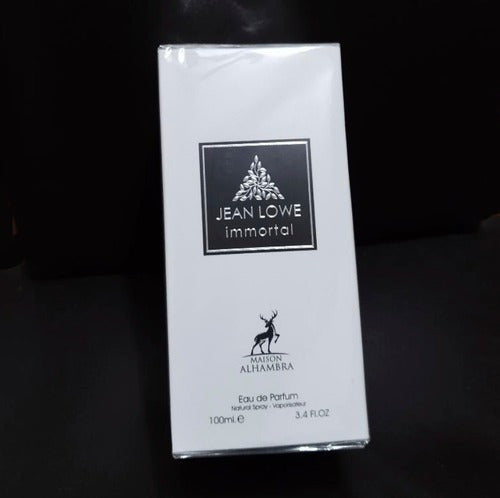 JEAN LOWE
immortal
MAISON
ALHAMBRA
Eau de Parfum
Natural Spray - Vaporisateur
100ml.℮ 3.4 FL.OZ